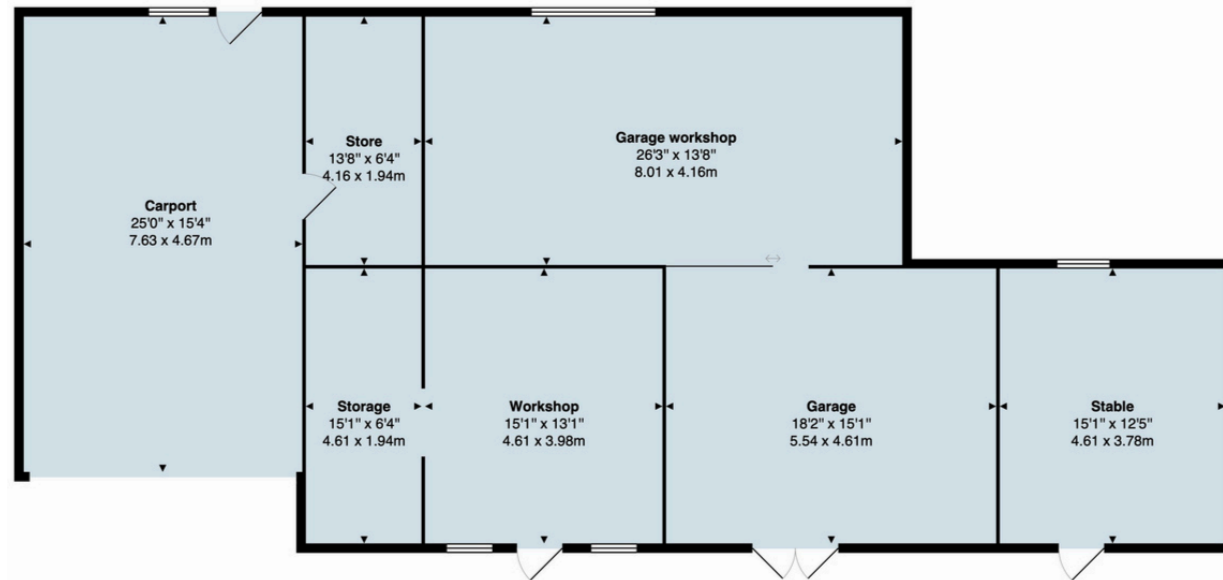 Store
13'8" x 6'4"
4.16 x 1.94m
Garage workshop
26'3" x 13'8"
8.01 x 4.16m
Carport
25'0" x 15'4"
7.63 x 4.67m
Storage
15'1" x 6'4"
4.61 x 1.94m
Workshop
15'1" x 13'1"
4.61 x 3.98m
Garage
18'2" x 15'1"
5.54 x 4.61m
Stable
15'1" x 12'5"
4.61 x 3.78m